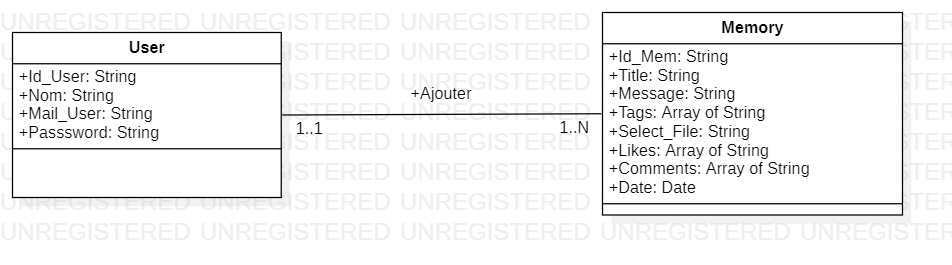 User
+Id_User: String
+Nom: String
+Mail_User: String
+Passsword: String
+Ajouter
1..1
1..N
Memory
+Id_Mem: String
+Title: String
+Message: String
+Tags: Array of String
+Select_File: String
+Likes: Array of String
+Comments: Array of String
+Date: Date
UNREGISTERED UNREGISTERED UNREGISTERED UNREGISTERED UNREGISTERED